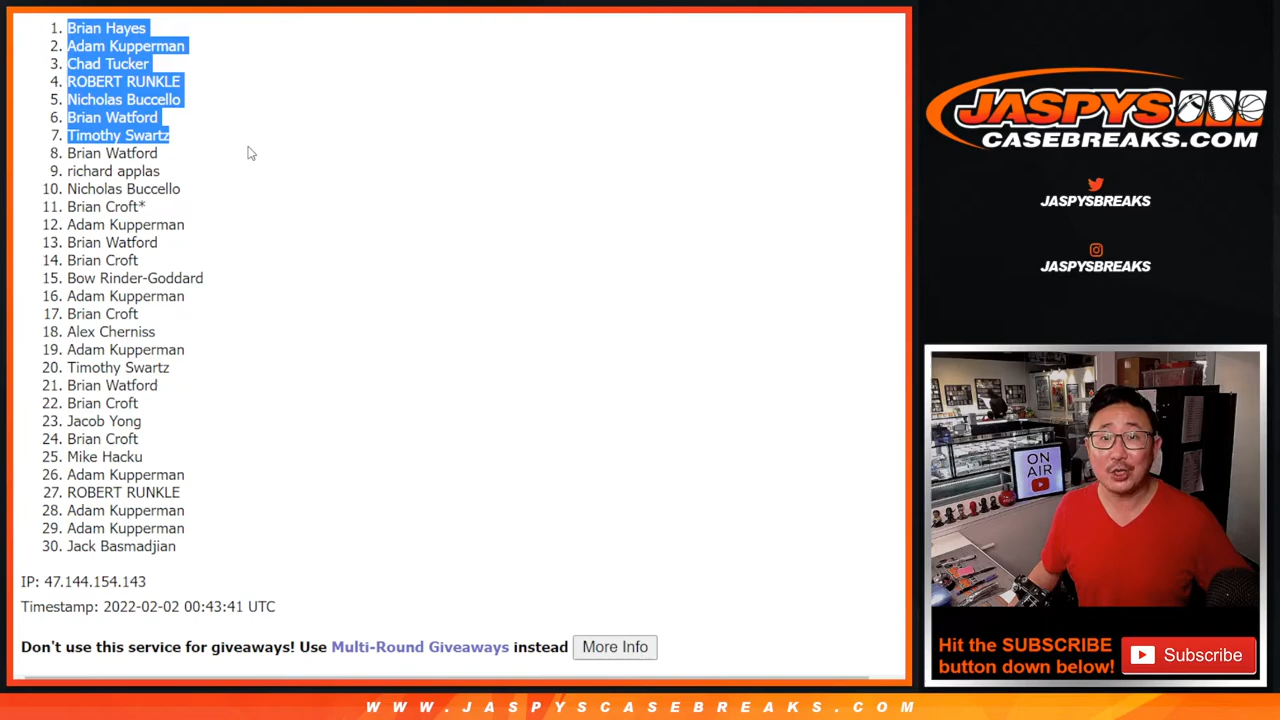 1. Brian Hayes
2. Adam Kupperman
3. Chad Tucker
4. ROBERT RUNKLE
5. Nicholas Buccello
6. Brian Watford
7. Timothy Swartz
8. Brian Watford
9. richard applas
10. Nicholas Buccello
11. Brian Croft*
12. Adam Kupperman
13. Brian Watford
14. Brian Croft
15. Bow Rinder-Goddard
16. Adam Kupperman
17. Brian Croft
18. Alex Cherniss
19. Adam Kupperman
20. Timothy Swartz
21. Brian Watford
22. Brian Croft
23. Jacob Yong
24. Brian Croft
25. Mike Hacku
26. Adam Kupperman
27. ROBERT RUNKLE
28. Adam Kupperman
29. Adam Kupperman
30. Jack Basmadjian
IP: 47.144.154.143
Timestamp: 2022-02-02 00:43:41 UTC
Don't use this service for giveaways! Use Multi-Round Giveaways instead More Info
JASPYS
CASEBREAKS.COM
JASPYSBREAKS
JASPYSBREAKS
ON
AIR
Hit the SUBSCRIBE
button down below!
Subscribe
WWW.JASPYSCASEBREAKS.COM